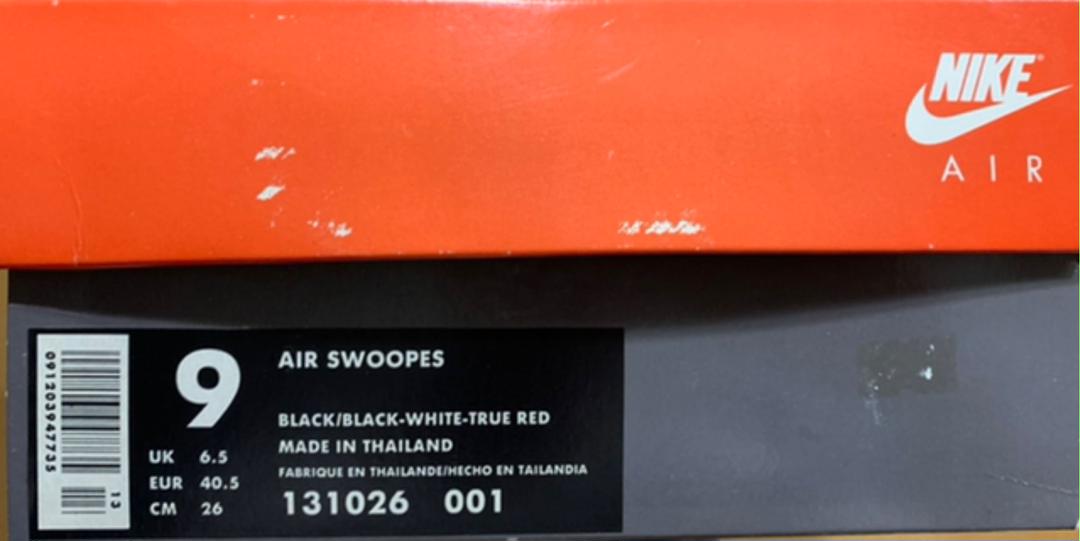 NIKE
AIR
091203947735
13
9
AIR SWOOPES
BLACK/BLACK-WHITE-TRUE RED
MADE IN THAILAND
FABRIQUE EN THAILANDE/HECHO EN TAILANDIA
131026 001
UK 6.5
EUR 40.5
CM 26